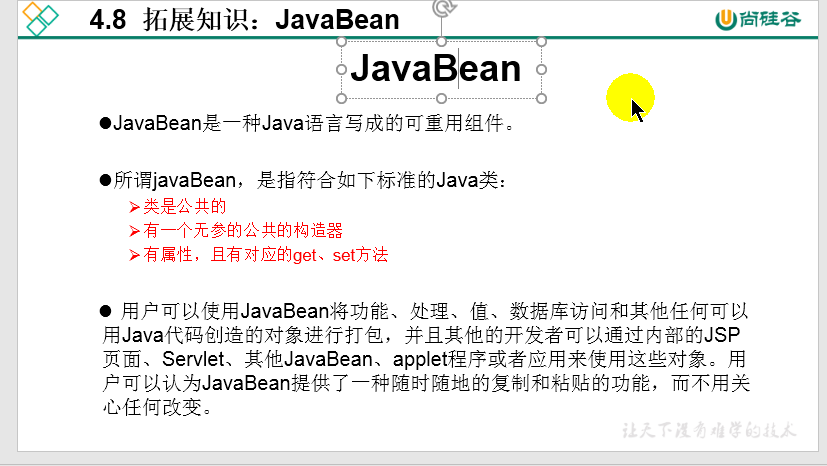 4.8 拓展知识：JavaBean
尚硅谷
JavaBean
●JavaBean是一种Java语言写成的可重用组件。
●所谓javaBean，是指符合如下标准的Java类：
➢类是公共的
➢有一个无参的公共的构造器
➢有属性，且有对应的get、set方法
● 用户可以使用JavaBean将功能、处理、值、数据库访问和其他任何可以
用Java代码创造的对象进行打包，并且其他的开发者可以通过内部的JSP
页面、Servlet、其他JavaBean、applet程序或者应用来使用这些对象。用
户可以认为JavaBean提供了一种随时随地的复制和粘贴的功能，而不用关
心任何改变。
让天下没有难学的技术